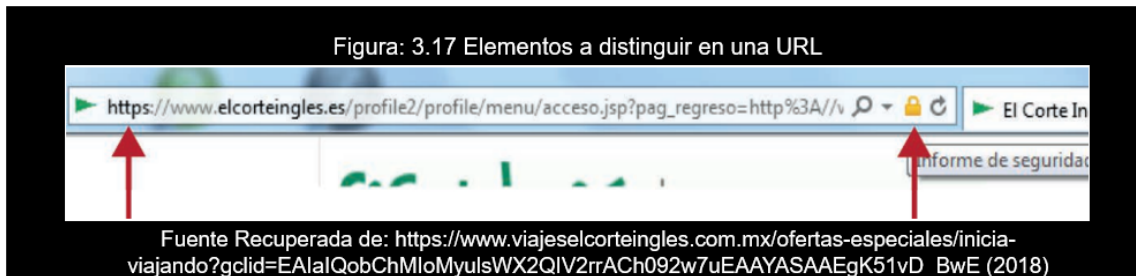 Figura: 3.17 Elementos a distinguir en una URL
https://www.elcorteingles.es/profile2/profile/menu/acceso.jsp?pag_regreso=http%3A//v
El Corte In
Informe de seguridad
Fuente Recuperada de: https://www.viajeselcorteingles.com.mx/ofertas-especiales/inicia-
viajando?gclid=EAIaIQobChMIoMyulsWX2QIV2rrACh092w7uEAAYASAAEgK51vD_BwE (2018)